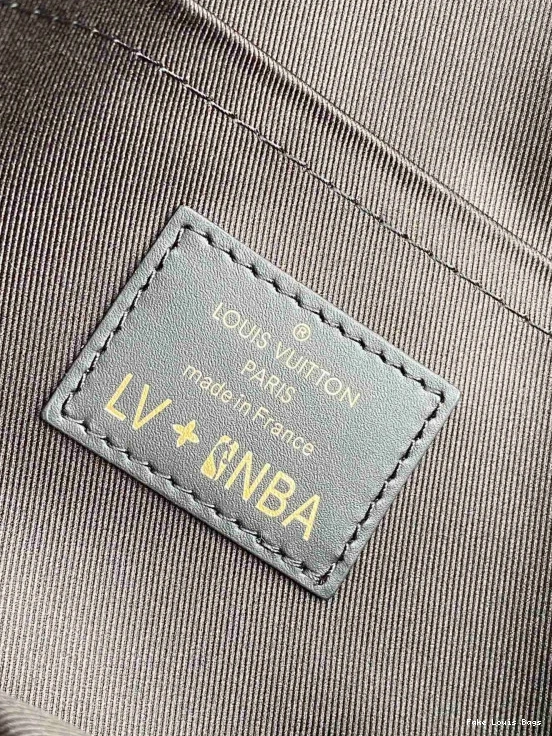 ®
LOUIS VUITTON
PARIS
made in France
LV + NBA
Fake Louis Bags